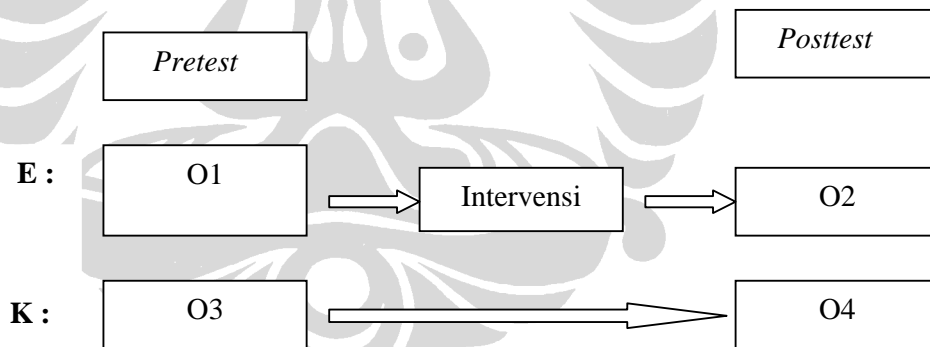 Pretest
Posttest
E : O1 Intervensi O2
K : O3 O4